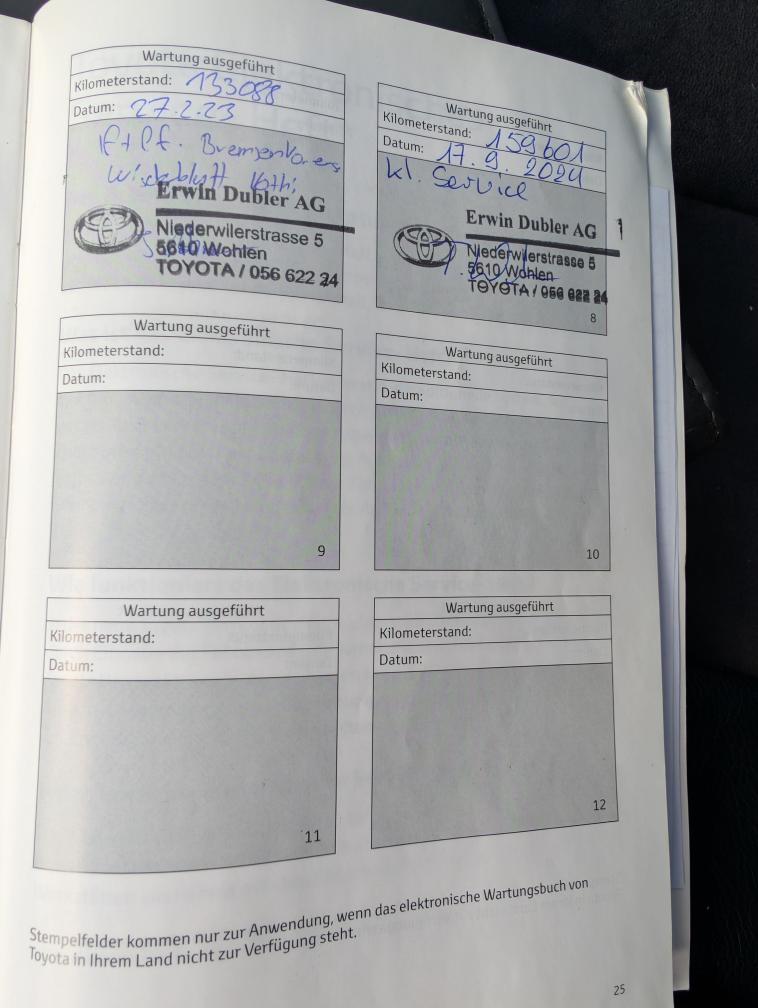 Wartung ausgeführt
Kilometerstand: 133088
Datum: 27.2.23
Erwin Dubler AG
Niederwilerstrasse 5
5610 Wohlen
TOYOTA / 056 622 24
Wartung ausgeführt
Kilometerstand: 159601
Datum: 17.9.2024
kl. Service
Erwin Dubler AG
Niederwilerstrasse 5
5610 Wohlen
TOYOTA / 056 622 24
8
Wartung ausgeführt
Kilometerstand:
Datum:
9
Wartung ausgeführt
Kilometerstand:
Datum:
10
Wartung ausgeführt
Kilometerstand:
Datum:
11
Wartung ausgeführt
Kilometerstand:
Datum:
12
Stempelfelder kommen nur zur Anwendung, wenn das elektronische Wartungsbuch von
Toyota in Ihrem Land nicht zur Verfügung steht.
25